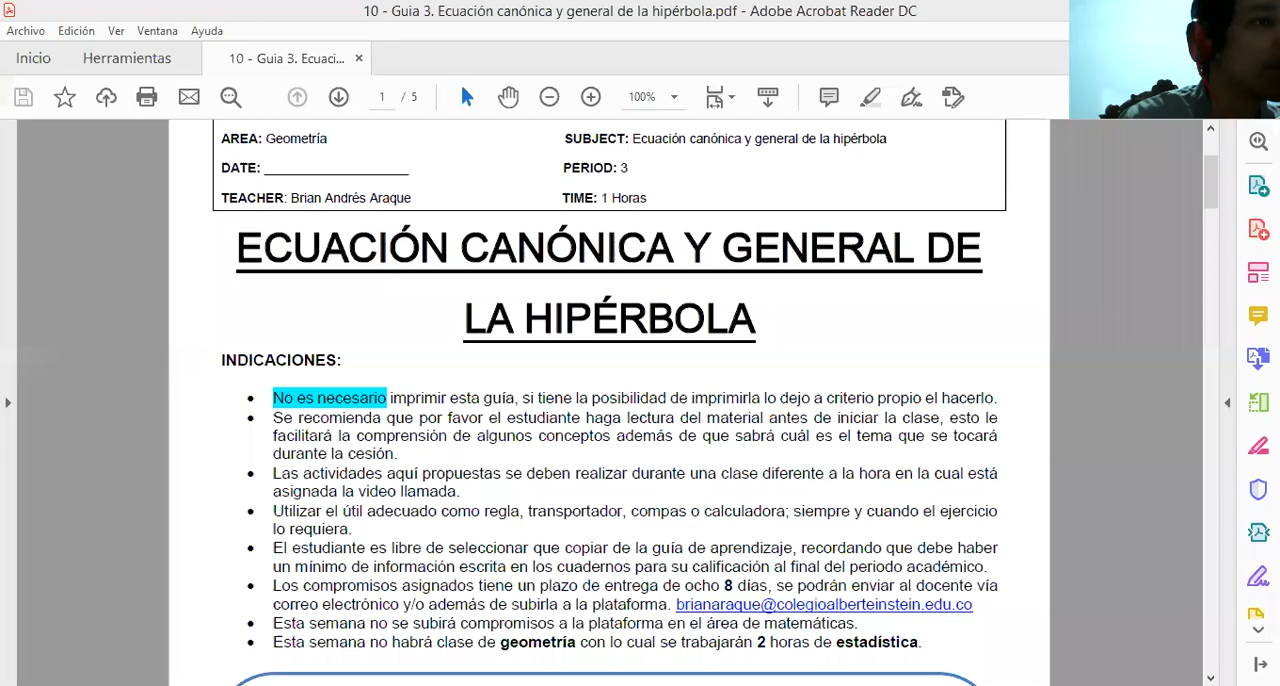 10 - Guia 3. Ecuación canónica y general de la hipérbola.pdf - Adobe Acrobat Reader DC
Archivo Edición Ver Ventana Ayuda
Inicio Herramientas 10 - Guia 3. Ecuaci... ×
1 / 5 100%
AREA: Geometría SUBJECT: Ecuación canónica y general de la hipérbola
DATE: ___________________ PERIOD: 3
TEACHER: Brian Andrés Araque TIME: 1 Horas
ECUACIÓN CANÓNICA Y GENERAL DE
LA HIPÉRBOLA
INDICACIONES:
• No es necesario imprimir esta guía, si tiene la posibilidad de imprimirla lo dejo a criterio propio el hacerlo.
• Se recomienda que por favor el estudiante haga lectura del material antes de iniciar la clase, esto le
facilitará la comprensión de algunos conceptos además de que sabrá cuál es el tema que se tocará
durante la cesión.
• Las actividades aquí propuestas se deben realizar durante una clase diferente a la hora en la cual está
asignada la video llamada.
• Utilizar el útil adecuado como regla, transportador, compas o calculadora; siempre y cuando el ejercicio
lo requiera.
• El estudiante es libre de seleccionar que copiar de la guía de aprendizaje, recordando que debe haber
un mínimo de información escrita en los cuadernos para su calificación al final del periodo académico.
• Los compromisos asignados tiene un plazo de entrega de ocho 8 días, se podrán enviar al docente vía
correo electrónico y/o además de subirla a la plataforma. brianaraque@colegioalberteinstein.edu.co
• Esta semana no se subirá compromisos a la plataforma en el área de matemáticas.
• Esta semana no habrá clase de geometría con lo cual se trabajarán 2 horas de estadística.